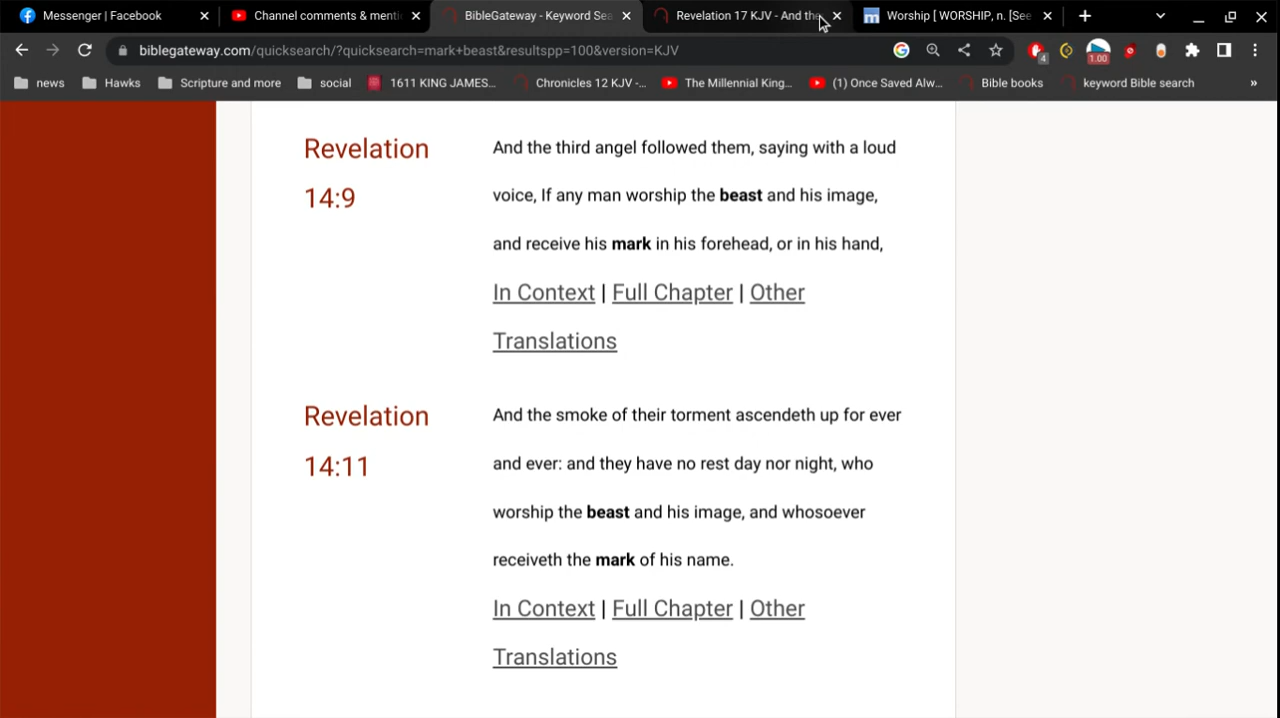 Messenger | Facebook
Channel comments & menti
BibleGateway - Keyword Sea
Revelation 17 KJV - And the
Worship [ WORSHIP, n. [See
biblegateway.com/quicksearch/?quicksearch=mark+beast&resultspp=100&version=KJV
4
1.00
news
Hawks
Scripture and more
social
1611 KING JAMES...
Chronicles 12 KJV -...
The Millennial King...
(1) Once Saved Alw...
Bible books
keyword Bible search
»
Revelation
14:9
And the third angel followed them, saying with a loud
voice, If any man worship the beast and his image,
and receive his mark in his forehead, or in his hand,
In Context | Full Chapter | Other
Translations
Revelation
14:11
And the smoke of their torment ascendeth up for ever
and ever: and they have no rest day nor night, who
worship the beast and his image, and whosoever
receiveth the mark of his name.
In Context | Full Chapter | Other
Translations